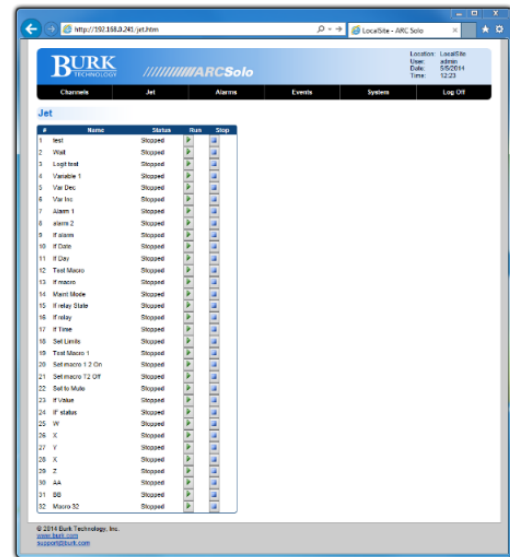 http://192.168.0.241/jet.htm
LocalSite - ARC Solo
BURK
TECHNOLOGY
ARCSolo
Location: LocalSite
User: admin
Date: 5/5/2014
Time: 12:23
Channels Jet Alarms Events System Log Off
Jet
# Name Status Run Stop
1 test Stopped
2 Wait Stopped
3 Logit test Stopped
4 Variable 1 Stopped
5 Var Dec Stopped
6 Var Inc Stopped
7 Alarm 1 Stopped
8 alarm 2 Stopped
9 If alarm Stopped
10 If Date Stopped
11 If Day Stopped
12 Test Macro Stopped
13 If macro Stopped
14 Maint Mode Stopped
15 If relay State Stopped
16 If relay Stopped
17 If Time Stopped
18 Set Limits Stopped
19 Test Macro 1 Stopped
20 Set macro 1 2 On Stopped
21 Set macro T2 Off Stopped
22 Set to Mute Stopped
23 If Value Stopped
24 IF status Stopped
25 W Stopped
26 X Stopped
27 Y Stopped
28 X Stopped
29 Z Stopped
30 AA Stopped
31 BB Stopped
32 Macro 32 Stopped
© 2014 Burk Technology, Inc.
www.burk.com
support@burk.com